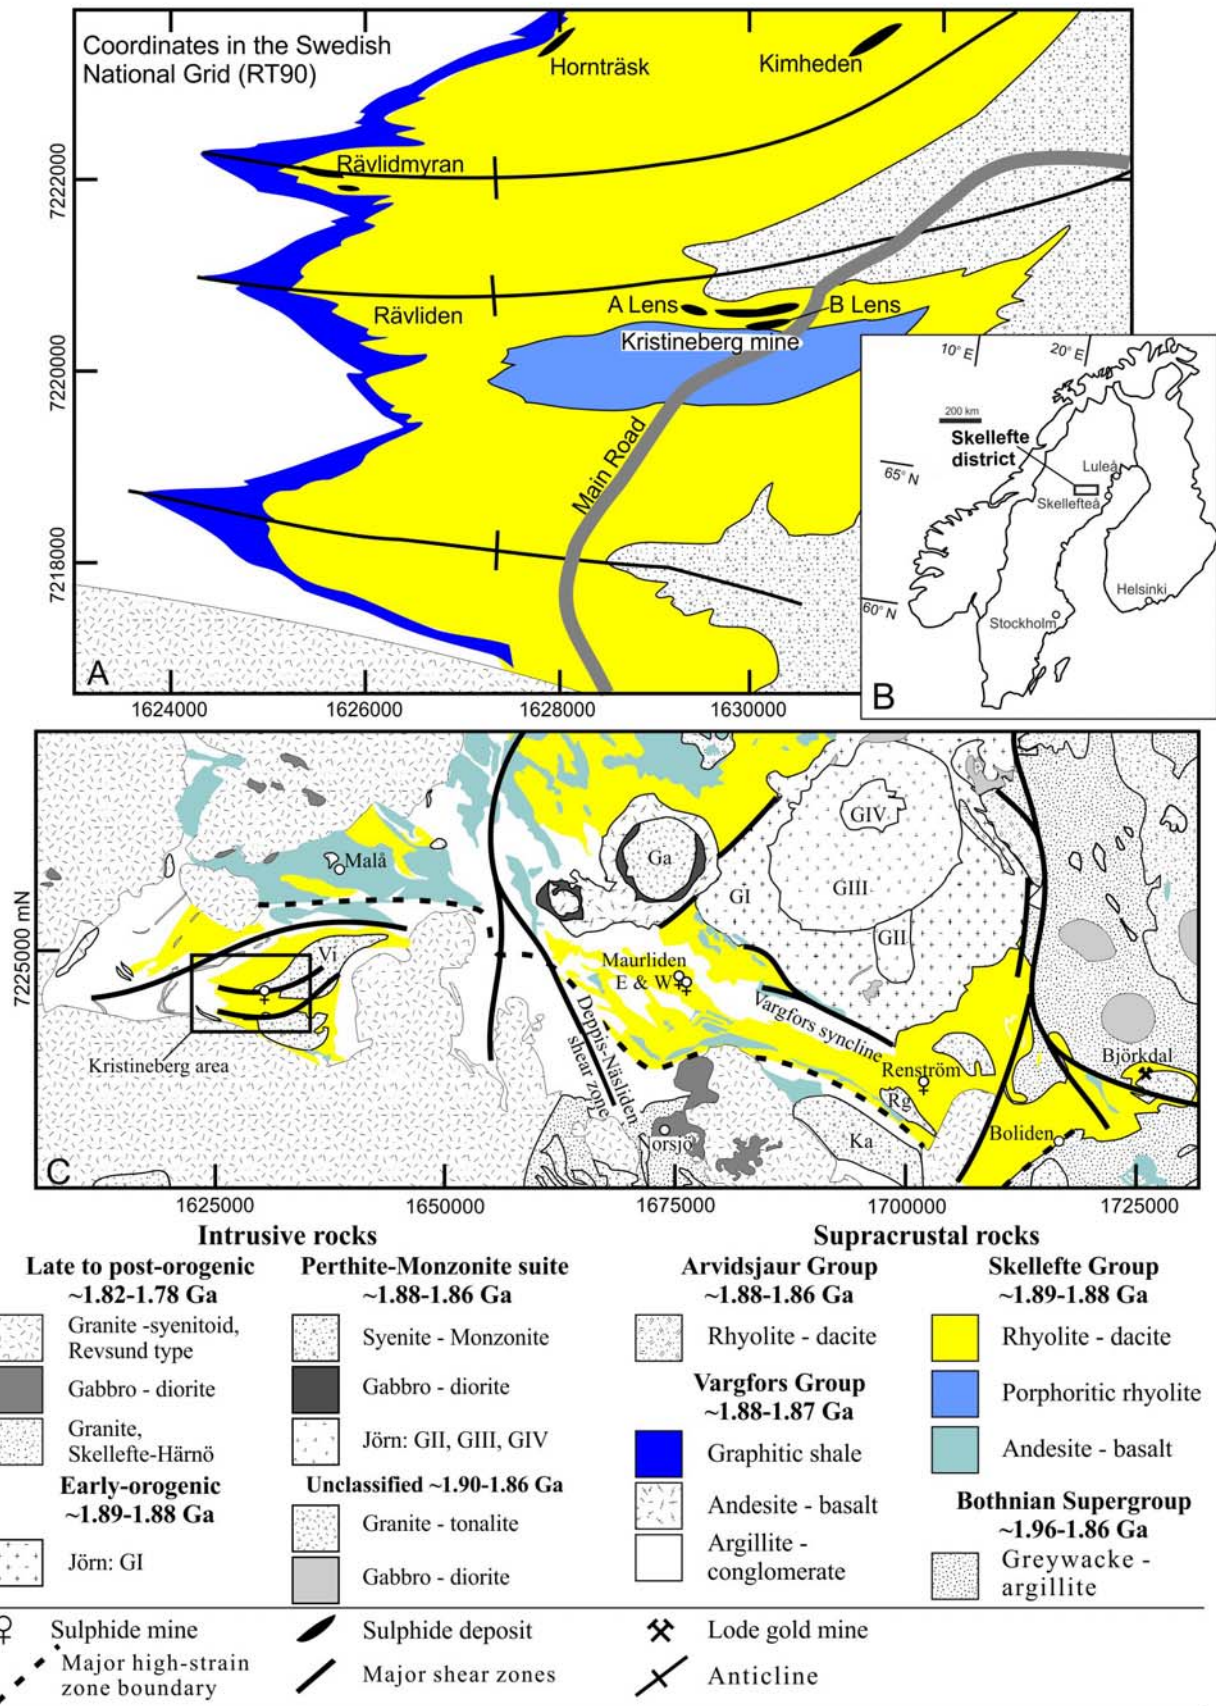 Coordinates in the Swedish
National Grid (RT90)
Hornträsk
Kimheden
7222000
Rävlidmyran
Rävliden
A Lens
B Lens
7220000
Kristineberg mine
Main Road
7218000
A
1624000
1626000
1628000
1630000
10° E
20° E
200 km
Skellefte
district
65° N
Luleå
Skellefteå
60° N
Helsinki
Stockholm
B
Malå
Ga
GIV
GI
GIII
GII
7225000 mN
Vi
Maurliden
E & W
Kristineberg area
Deppis-Näsliden
shear zone
Vargfors syncline
Renström
Rg
Björkdal
Boliden
Ka
orsjö
C
1625000
1650000
1675000
1700000
1725000
Intrusive rocks
Late to post-orogenic
~1.82-1.78 Ga
Granite -syenitoid,
Revsund type
Gabbro - diorite
Granite,
Skellefte-Härnö
Early-orogenic
~1.89-1.88 Ga
Jörn: GI
Perthite-Monzonite suite
~1.88-1.86 Ga
Syenite - Monzonite
Gabbro - diorite
Jörn: GII, GIII, GIV
Unclassified ~1.90-1.86 Ga
Granite - tonalite
Gabbro - diorite
Supracrustal rocks
Arvidsjaur Group
~1.88-1.86 Ga
Rhyolite - dacite
Vargfors Group
~1.88-1.87 Ga
Graphitic shale
Andesite - basalt
Argillite -
conglomerate
Skellefte Group
~1.89-1.88 Ga
Rhyolite - dacite
Porphoritic rhyolite
Andesite - basalt
Bothnian Supergroup
~1.96-1.86 Ga
Greywacke -
argillite
Sulphide mine
Sulphide deposit
Lode gold mine
Major high-strain
zone boundary
Major shear zones
Anticline